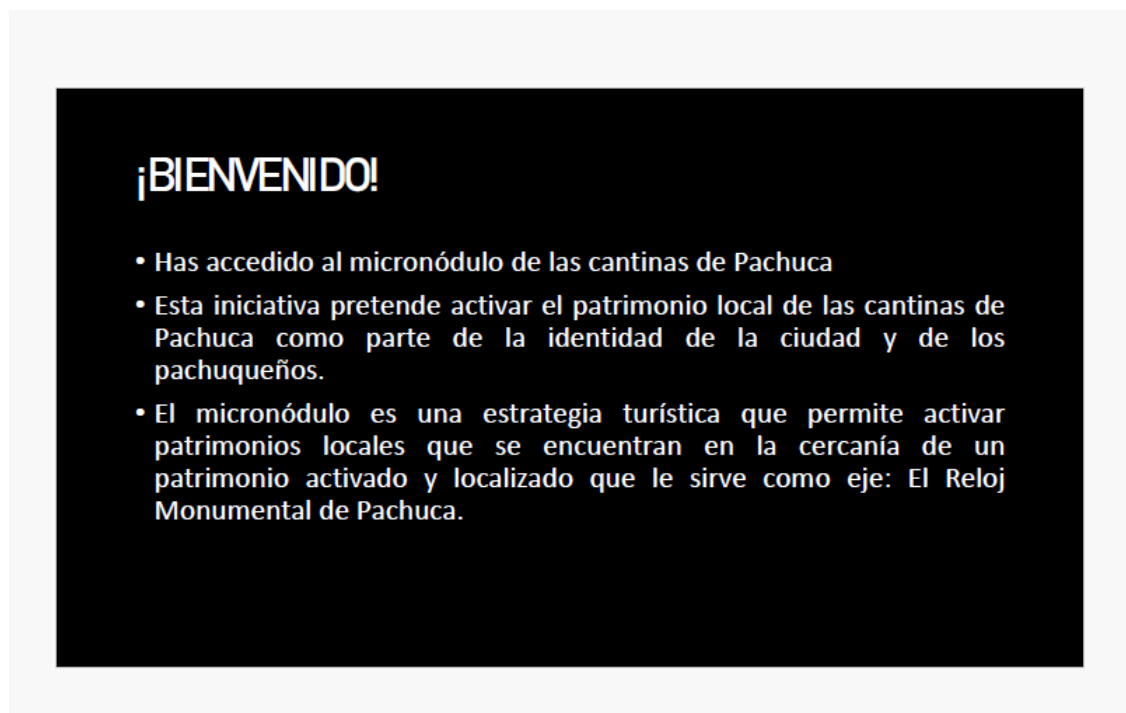 ¡BIENVENIDO!
• Has accedido al micronódulo de las cantinas de Pachuca
• Esta iniciativa pretende activar el patrimonio local de las cantinas de
Pachuca como parte de la identidad de la ciudad y de los
pachuqueños.
• El micronódulo es una estrategia turística que permite activar
patrimonios locales que se encuentran en la cercanía de un
patrimonio activado y localizado que le sirve como eje: El Reloj
Monumental de Pachuca.